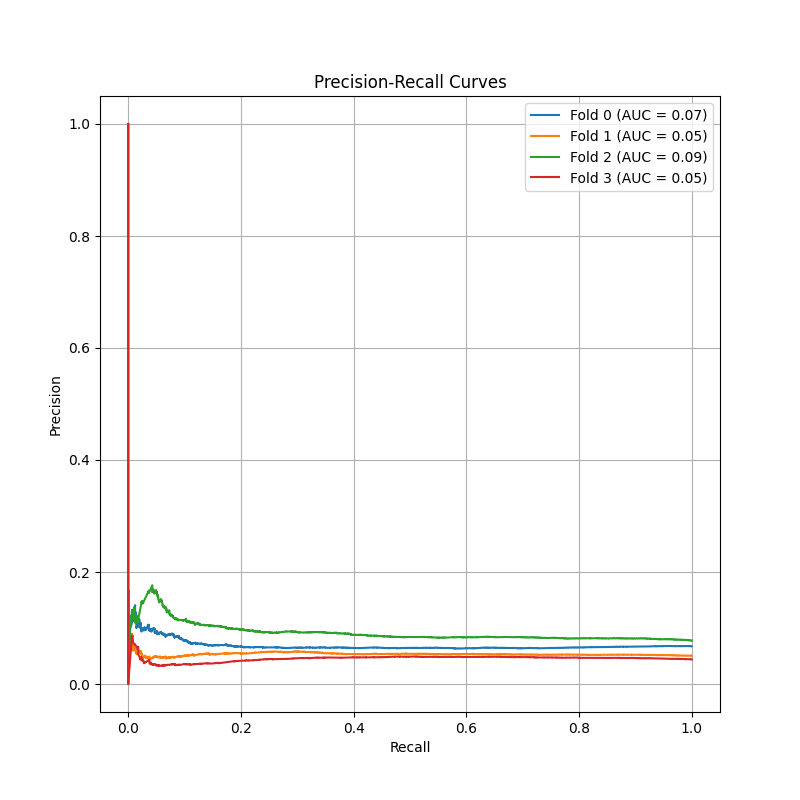 Precision-Recall Curves
Fold 0 (AUC = 0.07)
Fold 1 (AUC = 0.05)
Fold 2 (AUC = 0.09)
Fold 3 (AUC = 0.05)
1.0
0.8
0.6
0.4
0.2
0.0
Precision
0.0 0.2 0.4 0.6 0.8 1.0
Recall